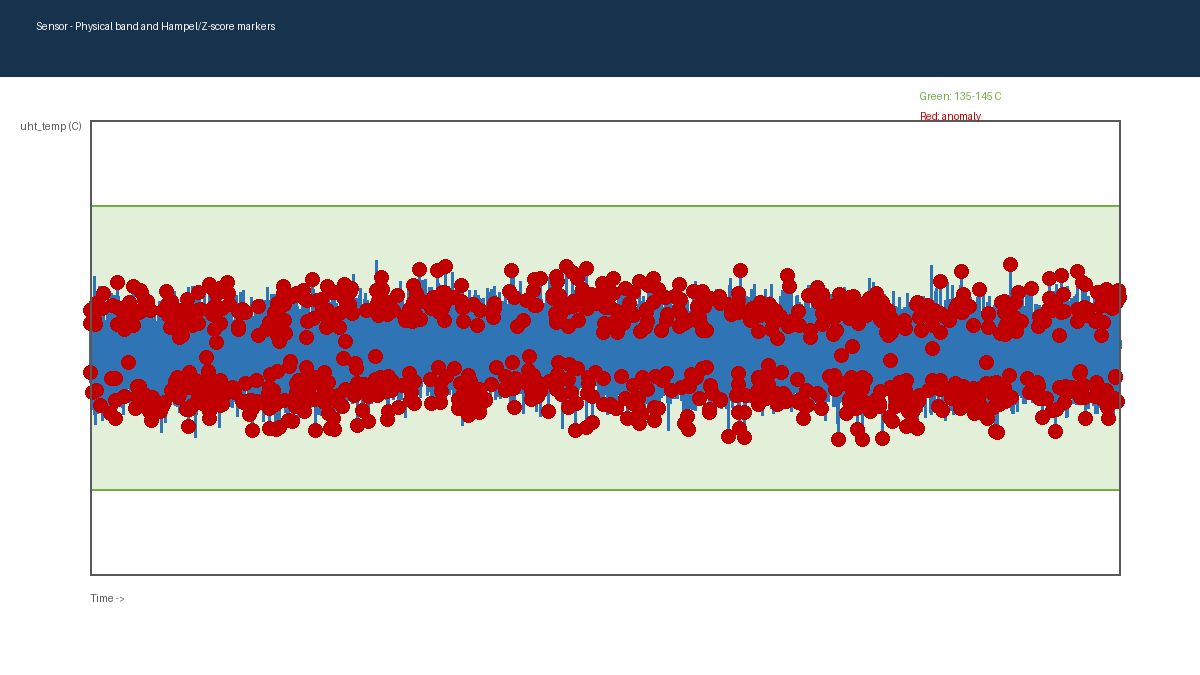 Sensor - Physical band and Hampel/Z-score markers
Green: 135-145 C
Red: anomaly
uht_temp (C)
Time ->